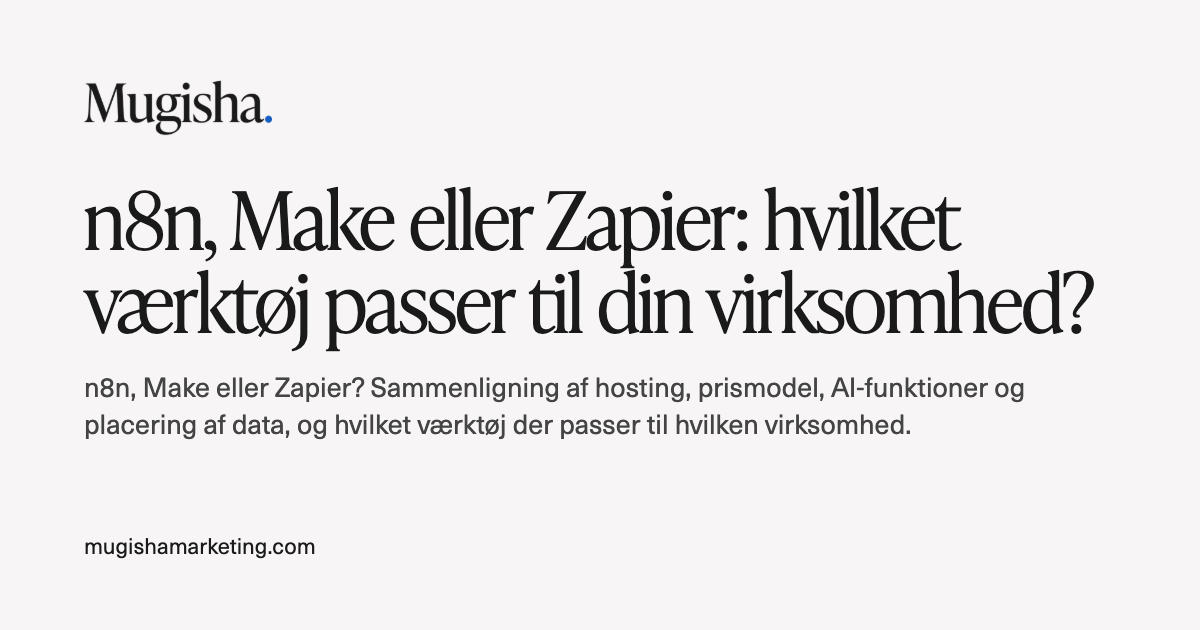 Mugisha.
n8n, Make eller Zapier: hvilket
værktøj passer til din virksomhed?
n8n, Make eller Zapier? Sammenligning af hosting, prismodel, AI-funktioner og
placering af data, og hvilket værktøj der passer til hvilken virksomhed.
mugishamarketing.com